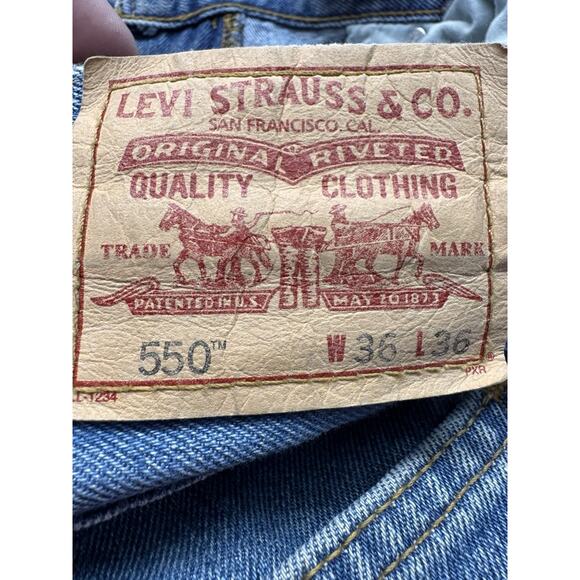 LEVI STRAUSS & CO.
SAN FRANCISCO, CAL.
ORIGINAL RIVETED
QUALITY CLOTHING
TRADE MARK
PATENTED IN U.S. MAY 20 1873
550™ W 36 L 36
L-1234 PXR®